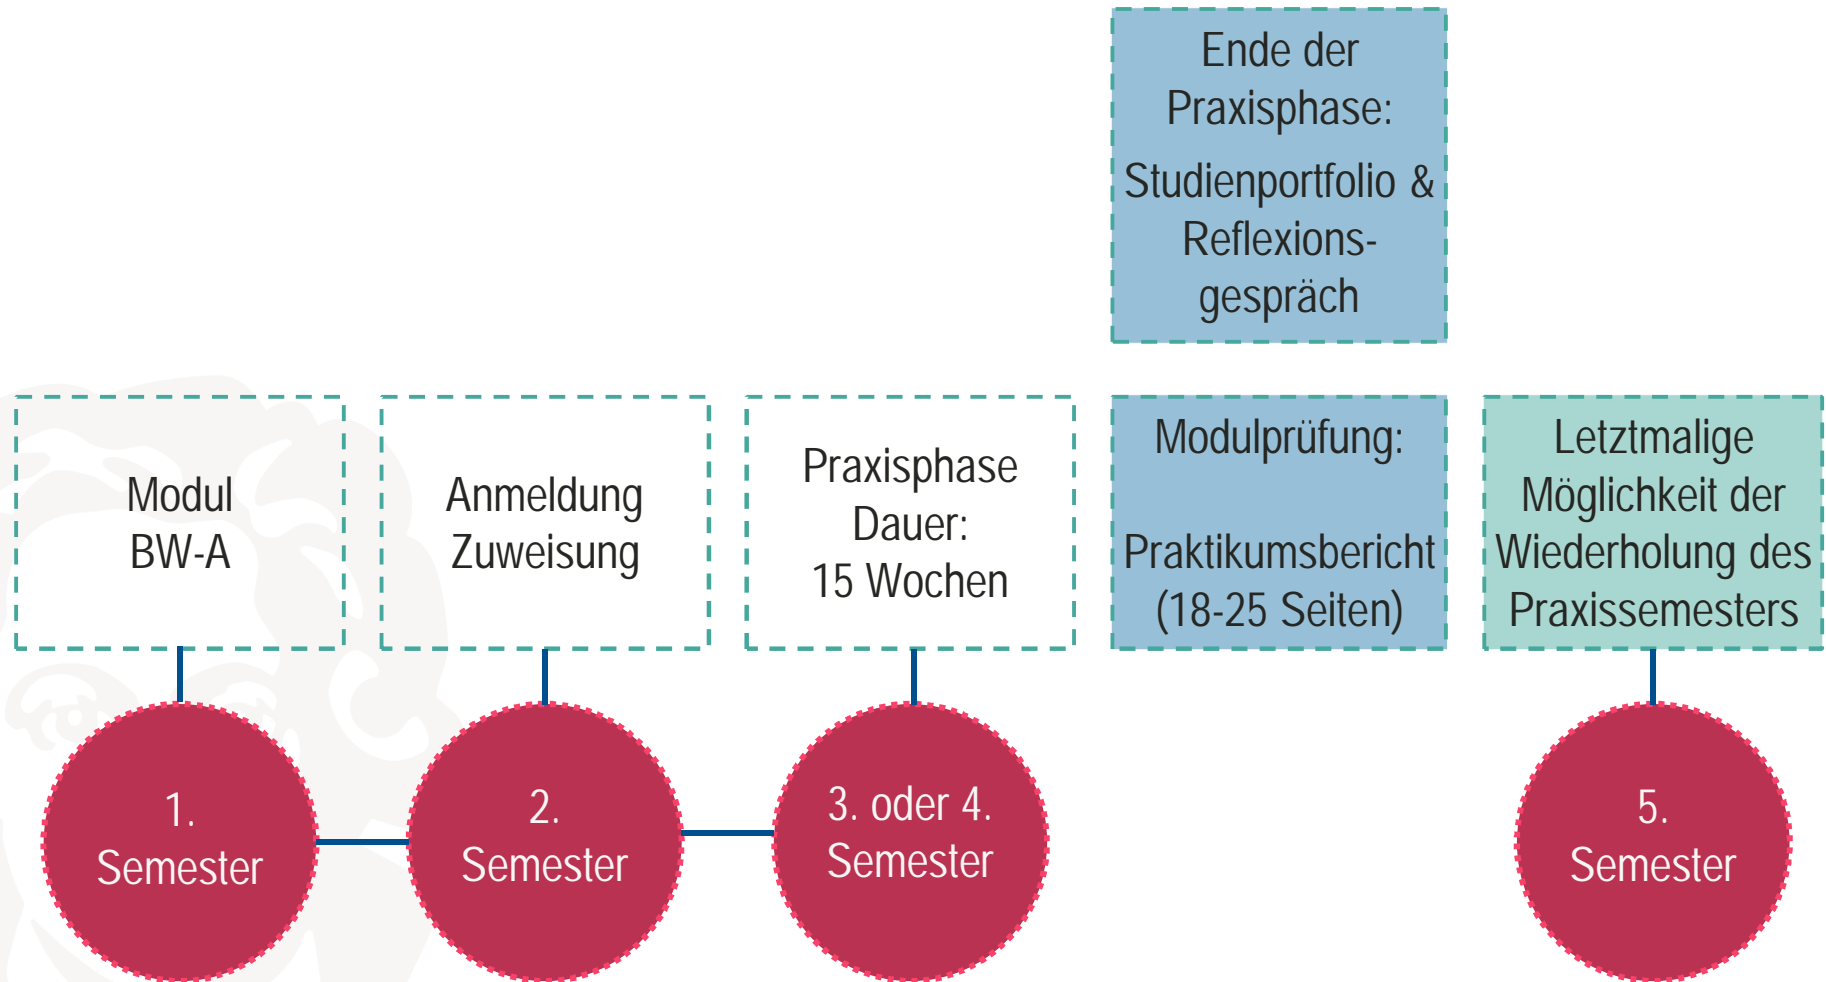 Ende der
Praxisphase:
Studienportfolio &
Reflexions-
gespräch
Modul
BW-A
Anmeldung
Zuweisung
Praxisphase
Dauer:
15 Wochen
Modulprüfung:
Praktikumsbericht
(18-25 Seiten)
Letztmalige
Möglichkeit der
Wiederholung des
Praxissemesters
1.
Semester
2.
Semester
3. oder 4.
Semester
5.
Semester